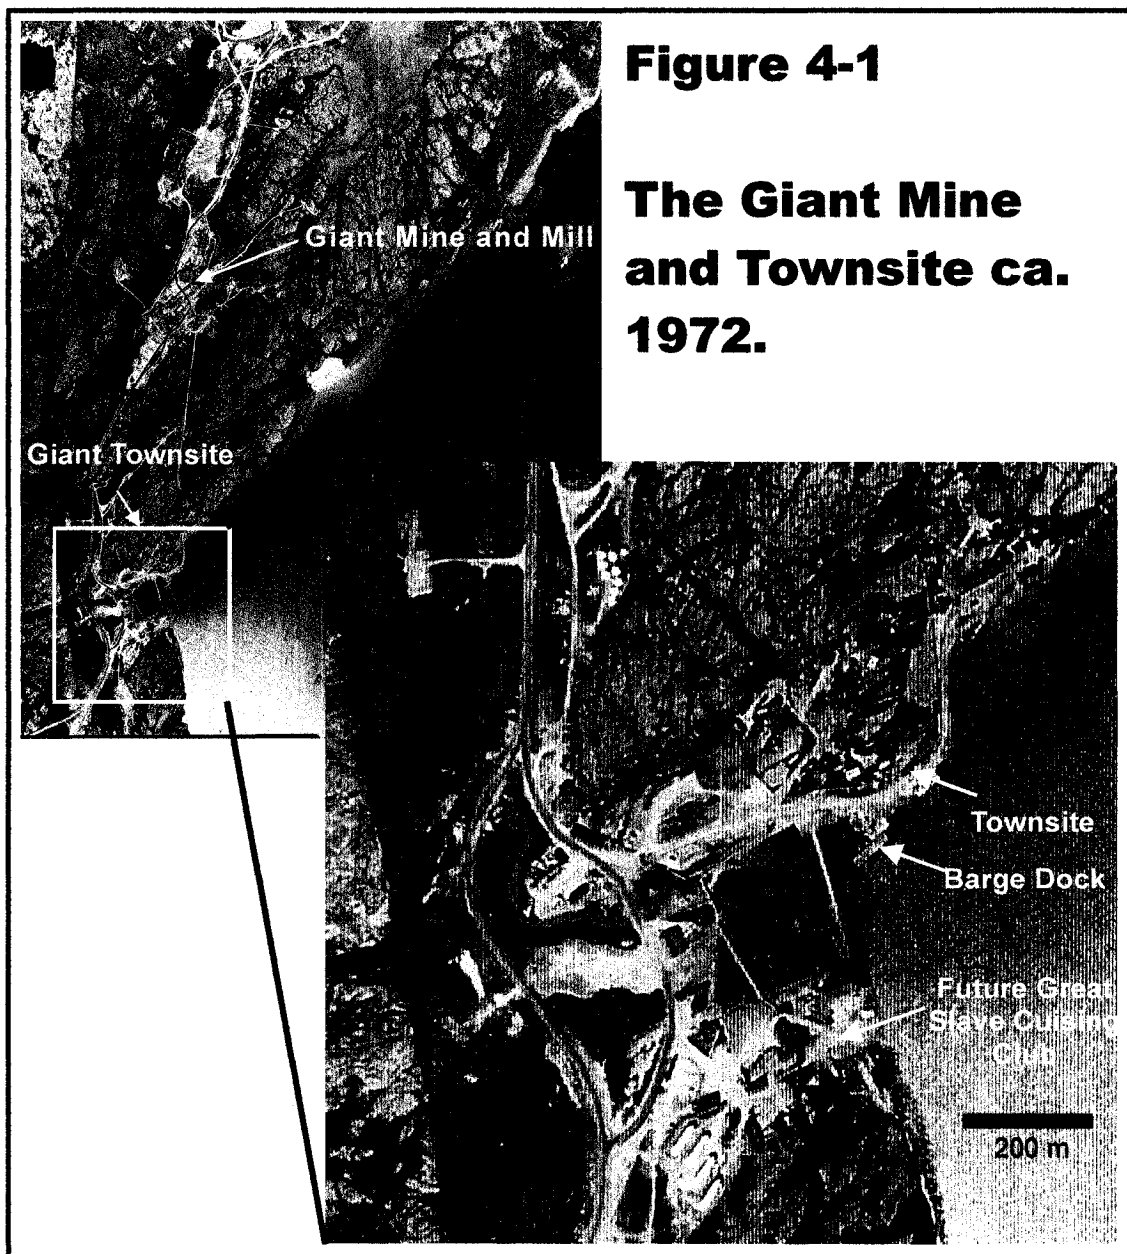 Figure 4-1
The Giant Mine
and Townsite ca.
1972.
Giant Mine and Mill
Giant Townsite
Townsite
Barge Dock
Future Great
Slave Cuising
Club
200 m